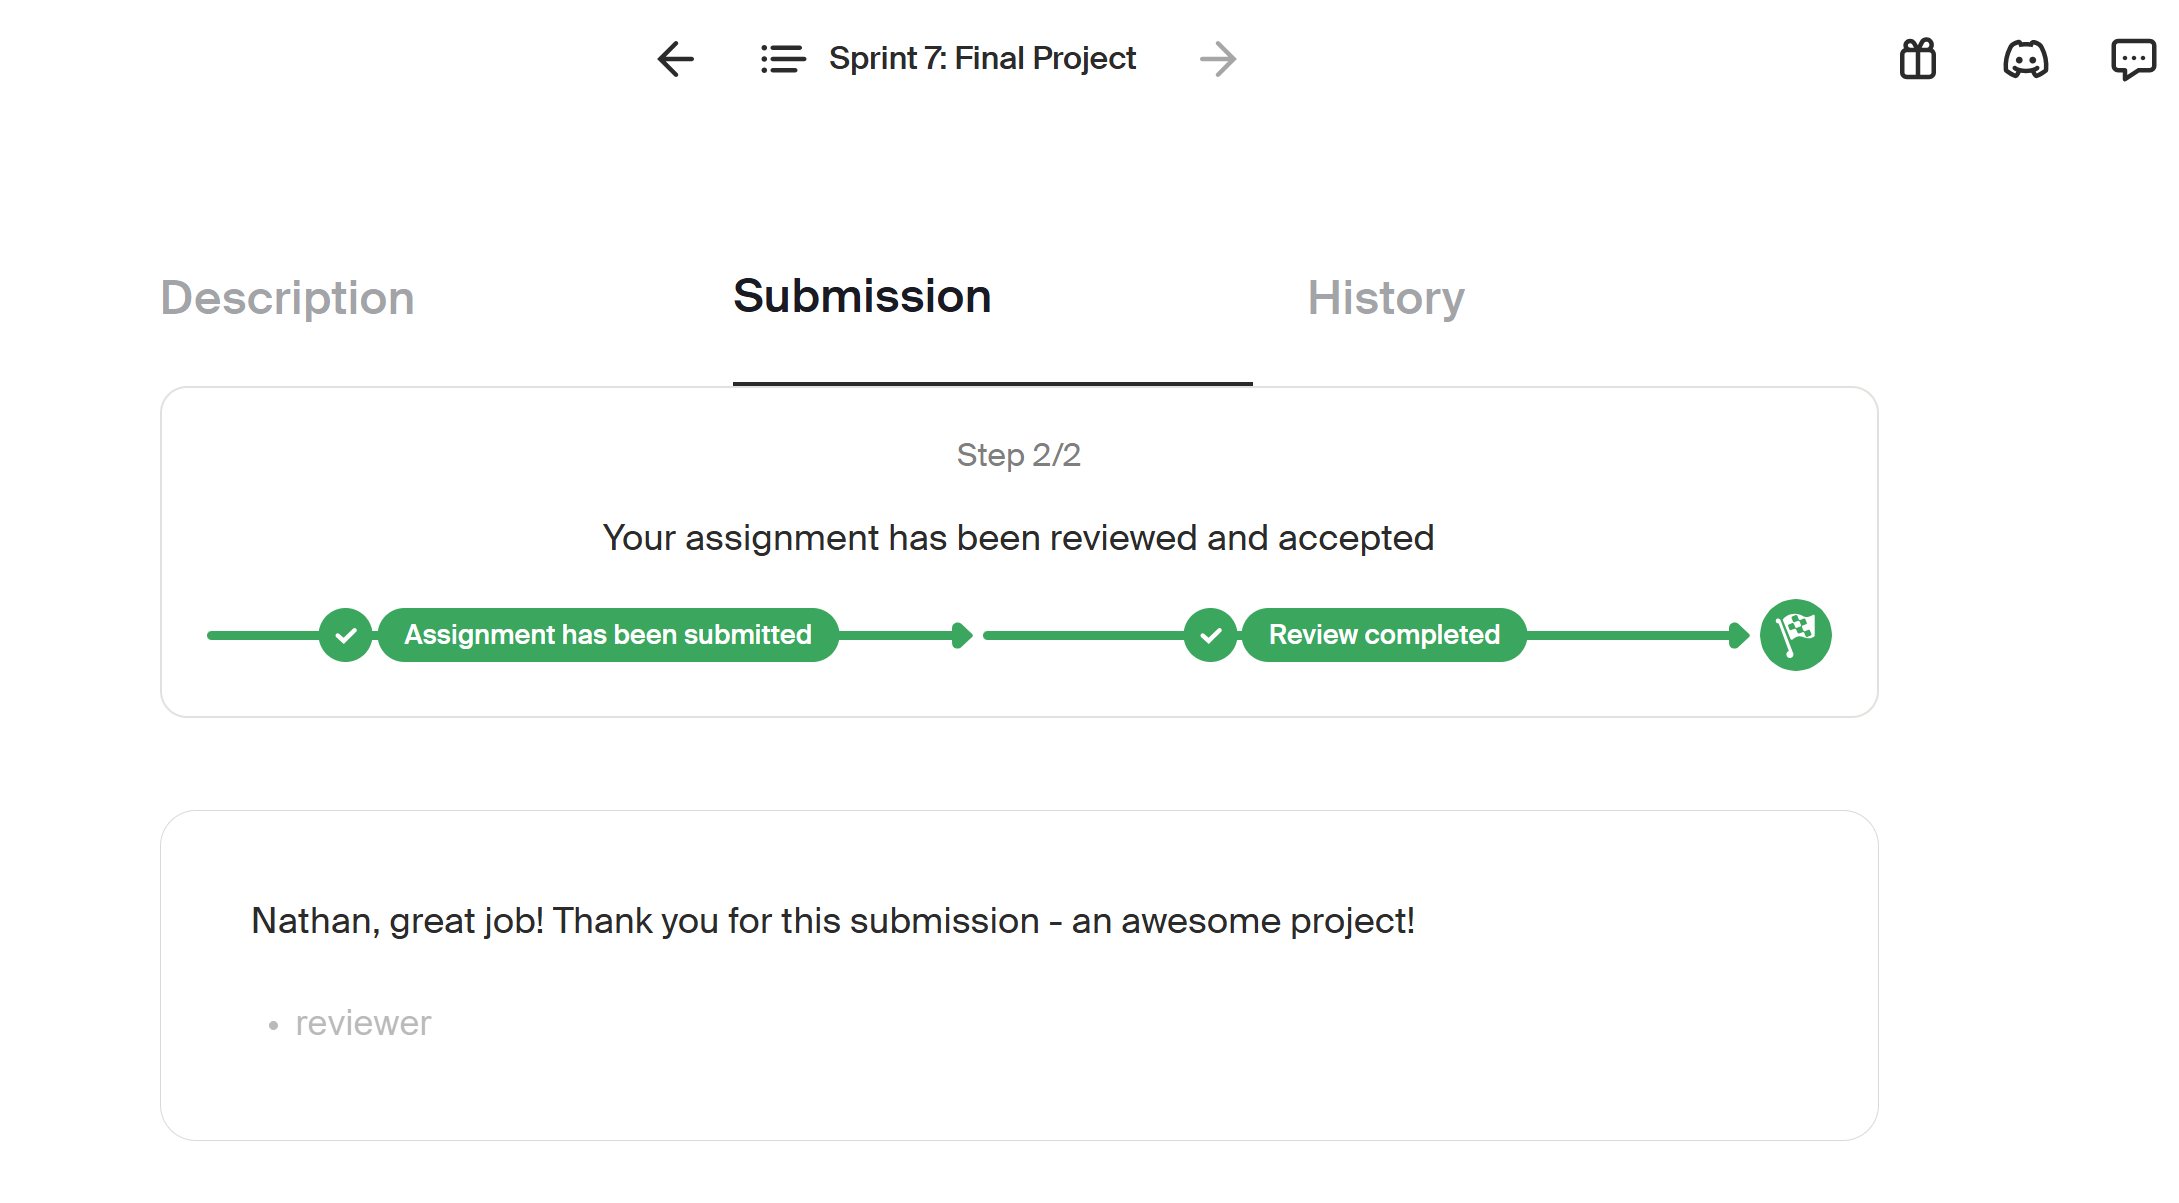 Sprint 7: Final Project
Description
Submission
History
Step 2/2
Your assignment has been reviewed and accepted
Assignment has been submitted
Review completed
Nathan, great job! Thank you for this submission - an awesome project!
• reviewer